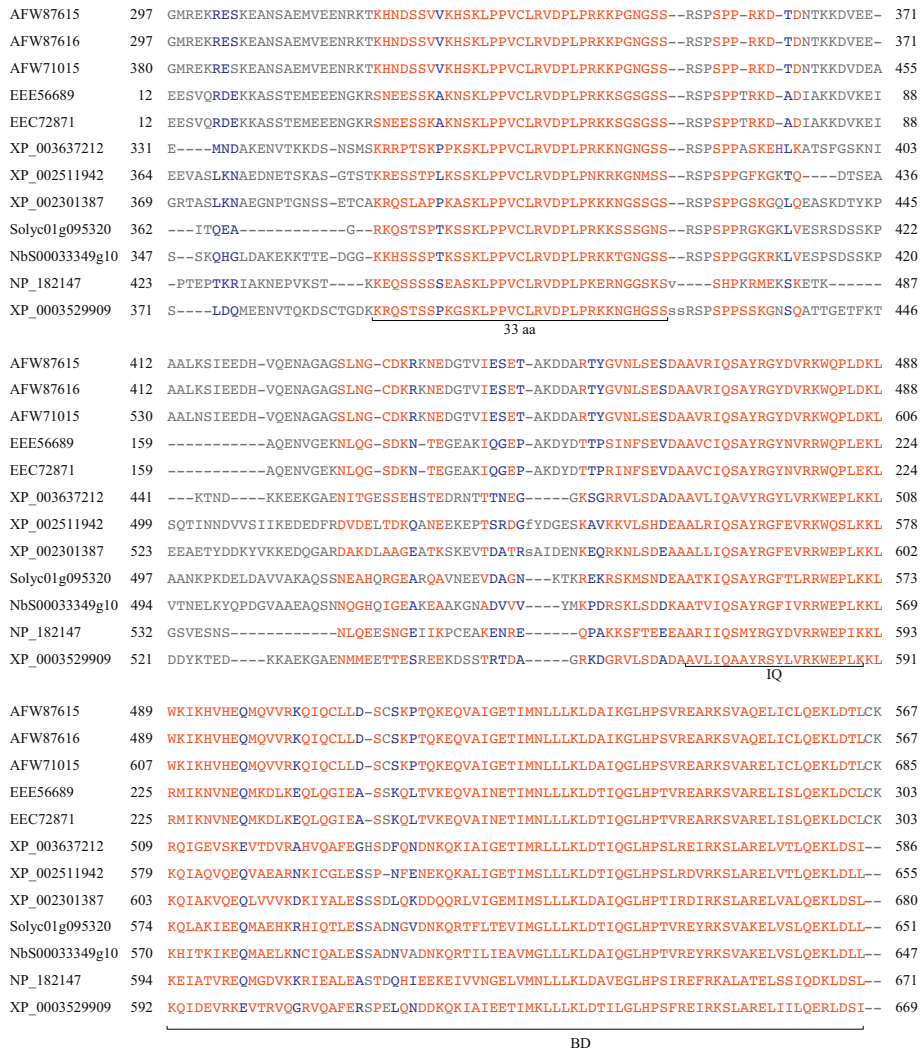 AFW87615 297 GMREKRESKEANSAEMVEENRKTKHNDSSVVKHSKLPPVCLRVDPLPRKKPGNGSS--RSPSPP-RKD-TDNTKKDVEE- 371
AFW87616 297 GMREKRESKEANSAEMVEENRKTKHNDSSVVKHSKLPPVCLRVDPLPRKKPGNGSS--RSPSPP-RKD-TDNTKKDVEE- 371
AFW71015 380 GMREKRESKEANSAEMVEENRKTKHNDSSVVKHSKLPPVCLRVDPLPRKKPGNGSS--RSPSPP-RKD-TDNTKKDVDEA 455
EEE56689 12 EESVQRDEKKASSTEMEEENGKRSNEESSKAKNSKLPPVCLRVDPLPRKKSGSGSS--RSPSPPTRKD-ADIAKKDVKEI 88
EEC72871 12 EESVQRDEKKASSTEMEEENGKRSNEESSKAKNSKLPPVCLRVDPLPRKKSGSGSS--RSPSPPTRKD-ADIAKKDVKEI 88
XP_003637212 331 E----MNDAKENVTKKDS-NSMSKRRPTSKPPKSKLPPVCLRVDPLPRKKNGNGSS--RSPSPPASKEHLKATSFGSKNI 403
XP_002511942 364 EEVASLKNAEDNETSKAS-GTSTKRESSTPLKSSKLPPVCLRVDPLPNKRKGNMSS--RSPSPPGFKGKTQ----DTSEA 436
XP_002301387 369 GRTASLKNAEGNPTGNSS-ETCAKRQSLAPPKASKLPPVCLRVDPLPKKKNGSSGS--RSPSPPGSKGQLQEASKDTYKP 445
Solyc01g095320 362 ---ITQEA-------------G--RKQSTSPTKSSKLPPVCLRVDPLPRKKSSSGNS--RSPSPPRGKGKLVESRSDSSKP 422
NbS00033349g10 347 S--SKQHGLDAKEKKTTE-DGG--KKHSSSPTKSSKLPPVCLRVDPLPRKKTGNGSS--RSPSPPGGKRKLVESPSDSSKP 420
NP_182147 423 -PTEPTKRIAKNEPVKST----KKEQSSSSSEASKLPPVCLRVDPLPKERNGGSKSv---SHPKRMEKSKETK------- 487
XP_0003529909 371 S---LDQMEENVTQKDSCTGDKKRQSTSSPKGSKLPPVCLRVDPLPRKKNGHGSSssRSPSPPSSSKGNSQATTGETFKT 446
33 aa
AFW87615 412 AALKSIEEDH-VQENAGAGSLNG-CDKRKNEDGTVIESET-AKDDARTYGVNLSESDAAVRIQSAYRGYDVRKWQPLDKL 488
AFW87616 412 AALKSIEEDH-VQENAGAGSLNG-CDKRKNEDGTVIESET-AKDDARTYGVNLSESDAAVRIQSAYRGYDVRKWQPLDKL 488
AFW71015 530 AALNSIEEDH-VQENAGAGSLNG-CDKRKNEDGTVIESET-AKDDARTYGVNLSESDAAVRIQSAYRGYDVRKWQPLDKL 606
EEE56689 159 -----------AQENVGEKNLQG-SDKN-TEGEAKIQGEP-AKDYDTTPSINFSEVDAAVCIQSAYRGYNVRRWQPLEKL 224
EEC72871 159 -----------AQENVGEKNLQG-SDKN-TEGEAKIQGEP-AKDYDTTPRINFSEVDAAVCIQSAYRGYNVRRWQPLEKL 224
XP_003637212 441 ---KTND----KKEEKGAENITGESSEHSTEDRNTTTNEG-----GKSGRRVLSDADAAVLIQAVYRGYLVRKWEPLKKL 508
XP_002511942 499 SQTINNDVVSIIKEDEDFRDVDELTDKQANEEKEPTSRDGfYDGESKAVKKVLSHDEAALRIQSAYRGFEVRKWQSLKKL 578
XP_002301387 523 EEAETYDDKYVKKEDQGARDAKDLAAGEATKSKEVTDATRsAIDENKEQRKNLSDEAAALLIQSAYRGFEVRRWEPLKKL 602
Solyc01g095320 497 AANKPKDELDAVVAKAQSSNEAHQRGEARQAVNEEVDAGN---KTKREKRSKMSNDEAATKIQSAYRGFTLRRWEPLKKL 573
NbS00033349g10 494 VTNELKYQPDGVAAEAQSNNQGHQIGEAKEAAKGNADVVV----YMKPDRSKLSDDKAATVIQSAYRGFIVRRWEPLKKL 569
NP_182147 532 GSVESNS------------NLQEESNGEIIKPCEAKENRE------QPAKKSFTEEEAARIIQSMYRGYDVRRWEPIKKL 593
XP_0003529909 521 DDYKTED----KKAEKGAENMMEETTESREEKDSSTRTDA-----GRKDGRVLSDADAAVLIQAAYRSYLVRKWEPLKKL 591
IQ
AFW87615 489 WKIKHVHEQMQVVRKQIQCLLD-SCSKPTQKEQVAIGETIMNLLLKLDAIKGLHPSVREARKSVAQELICLQEKLDTLCK 567
AFW87616 489 WKIKHVHEQMQVVRKQIQCLLD-SCSKPTQKEQVAIGETIMNLLLKLDAIKGLHPSVREARKSVAQELICLQEKLDTLCK 567
AFW71015 607 WKIKHVHEQMQVVRKQIQCLLD-SCSKPTQKEQVAIGETIMNLLLKLDAIQGLHPSVREARKSVARELICLQEKLDTLCK 685
EEE56689 225 RMIKNVNEQMKDLKEQLQGIEA-SSKQLTVKEQVAINETIMNLLLKLDTIQGLHPTVREARKSVARELISLQEKLDCLCK 303
EEC72871 225 RMIKNVNEQMKDLKEQLQGIEA-SSKQLTVKEQVAINETIMNLLLKLDTIQGLHPTVREARKSVARELISLQEKLDCLCK 303
XP_003637212 509 RQIGEVSKEVTDVRAHVQAFEGHSDFQNDNKQKIAIGETIMRLLLKLDTIQGLHPSLREIRKSLARELVTLQEKLDSI-- 586
XP_002511942 579 KQIAQVQEQVAEARNKICGLESSP-NFENEKQKALIGETIMSLLLKLDTIQGLHPSLRDVRKSLARELVTLQEKLDLL-- 655
XP_002301387 603 KQIAKVQEQLVVVKDKIYALESSSDLQKDDQQRLVIGEMIMSLLLKLDTIQGLHPTIRDIRKSLARELVALQEKLDSL-- 680
Solyc01g095320 574 KQLAKIEEQMAEHKRHIQTLESSADNGVDNKQRTFLTEVIMGLLLKLDTIQGLHPTVREYRKSVAKELVSLQEKLDLL-- 651
NbS00033349g10 570 KHITKIKEQMAELKNCIQALESSADNVADNKQRTILIEAVMGLLLKLDTIQGLHPTVREYRKSVAKELVSLQEKLDLL-- 647
NP_182147 594 KEIATVREQMGDVKKRIEALEASTDQHIEEKEIVVNGELVMNLLLKLDAVEGLHPSIREFRKALATELSSIQDKLDSL-- 671
XP_0003529909 592 KQIDEVRKEVTRVQGRVQAFERSPELQNDDKQKIAIEETIMKLLLKLDTILGLHPSFREIRKSLARELIILQERLDSI-- 669
BD